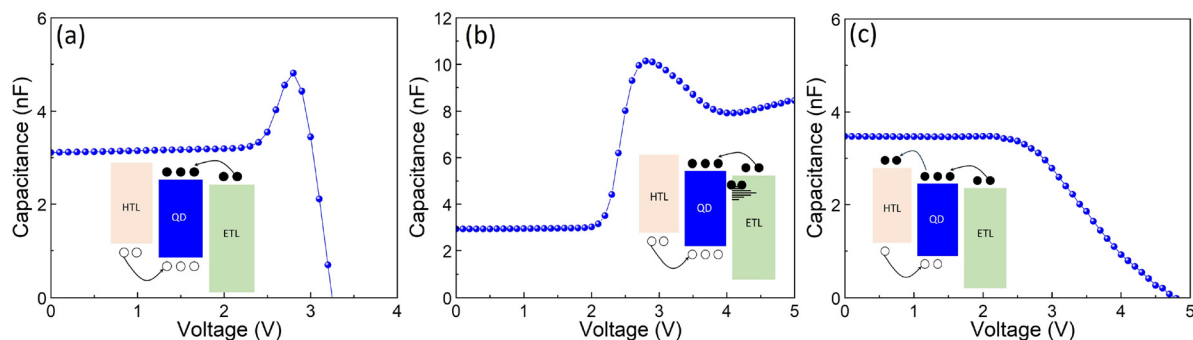 (a)
Capacitance (nF)
6
4
2
0
HTL
QD
ETL
0 1 2 3 4
Voltage (V)
(b)
Capacitance (nF)
12
10
8
6
4
2
0
HTL
QD
ETL
0 1 2 3 4 5
Voltage (V)
(c)
Capacitance (nF)
6
4
2
0
HTL
QD
ETL
0 1 2 3 4 5
Voltage (V)